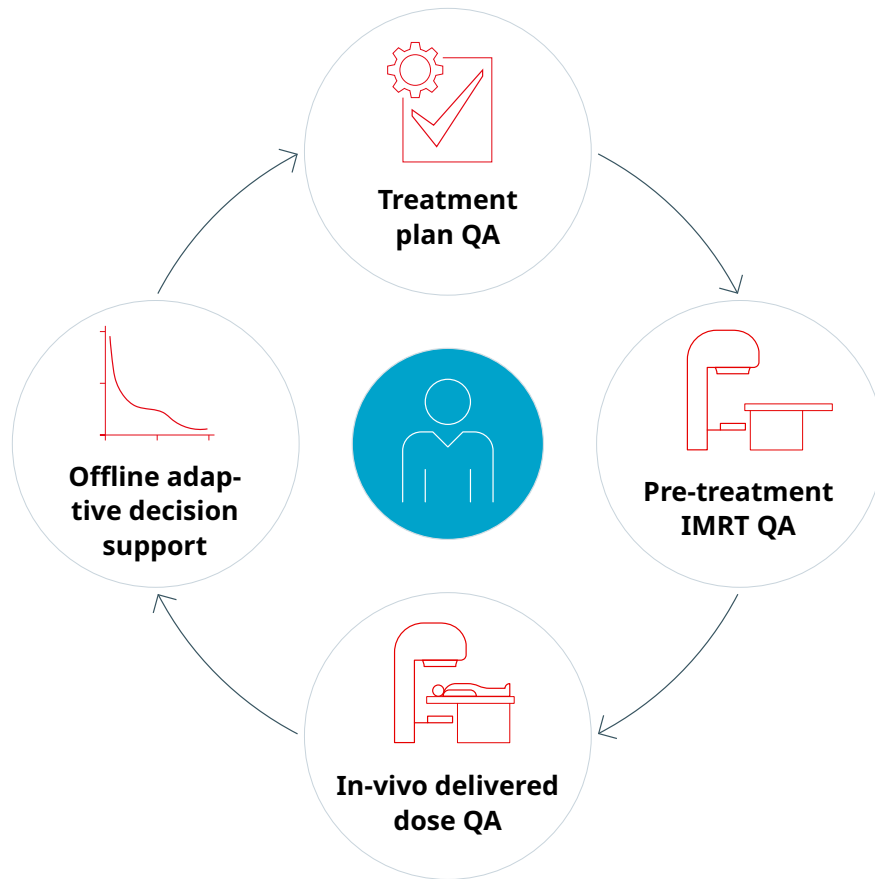 Treatment
plan QA
Pre-treatment
IMRT QA
In-vivo delivered
dose QA
Offline adap-
tive decision
support